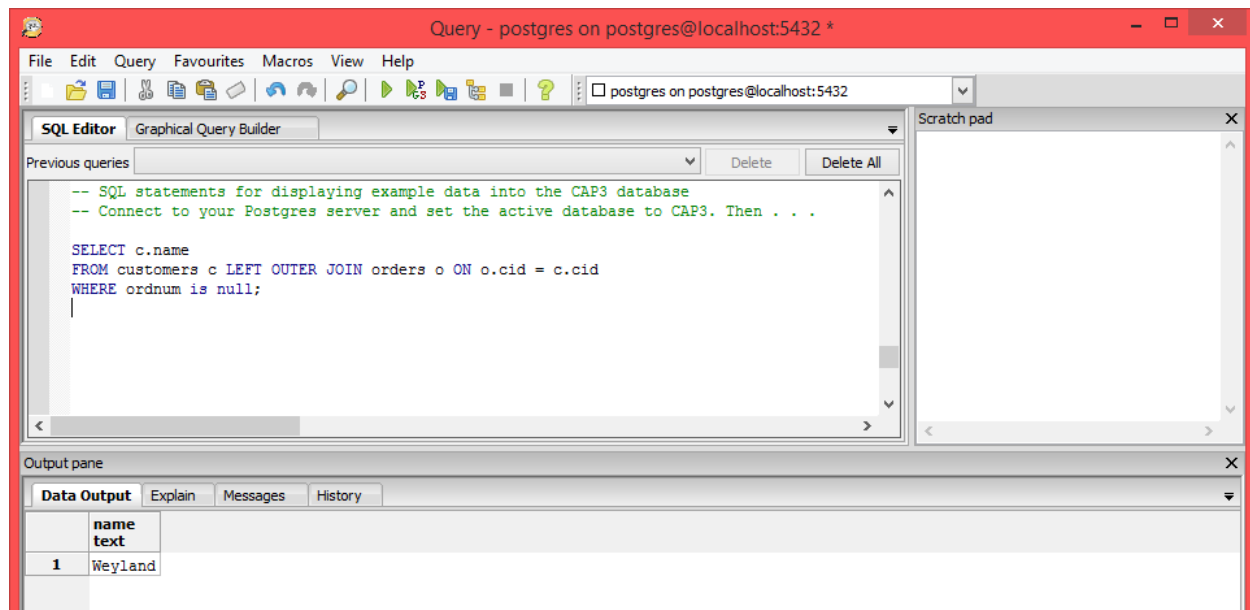 Query - postgres on postgres@localhost:5432 *
File Edit Query Favourites Macros View Help
postgres on postgres@localhost:5432
SQL Editor Graphical Query Builder
Scratch pad
Previous queries Delete Delete All
-- SQL statements for displaying example data into the CAP3 database
-- Connect to your Postgres server and set the active database to CAP3. Then . . .
SELECT c.name
FROM customers c LEFT OUTER JOIN orders o ON o.cid = c.cid
WHERE ordnum is null;
Output pane
Data Output Explain Messages History
name
text
1 Weyland